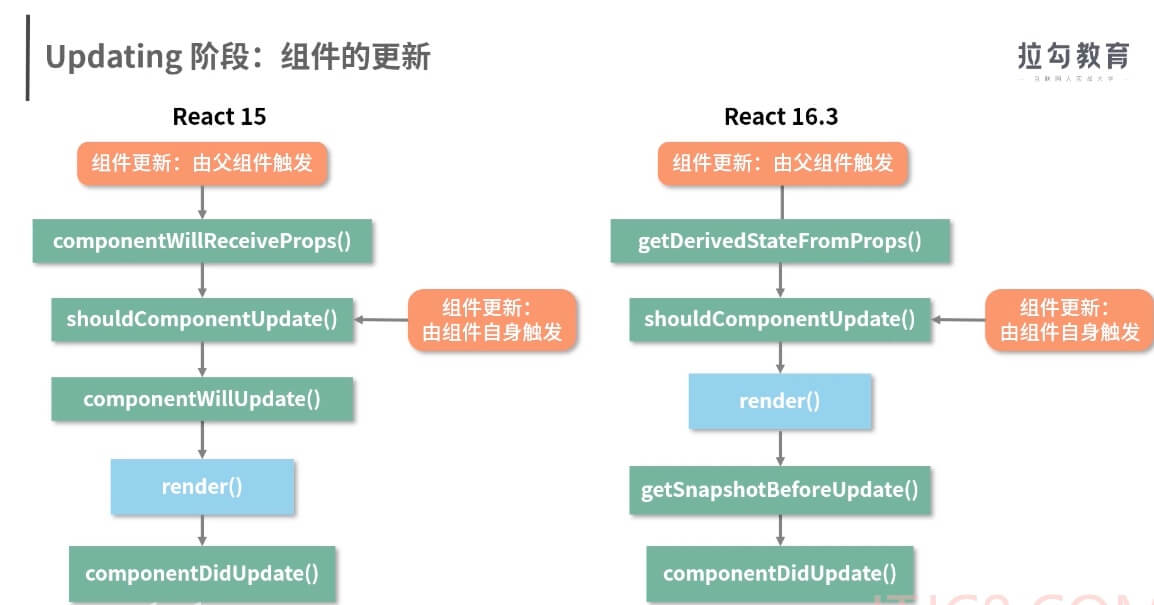 Updating 阶段：组件的更新
拉勾教育
互联网人实战大学
React 15
组件更新：由父组件触发
componentWillReceiveProps()
shouldComponentUpdate()
组件更新：
由组件自身触发
componentWillUpdate()
render()
componentDidUpdate()
React 16.3
组件更新：由父组件触发
getDerivedStateFromProps()
shouldComponentUpdate()
组件更新：
由组件自身触发
render()
getSnapshotBeforeUpdate()
componentDidUpdate()